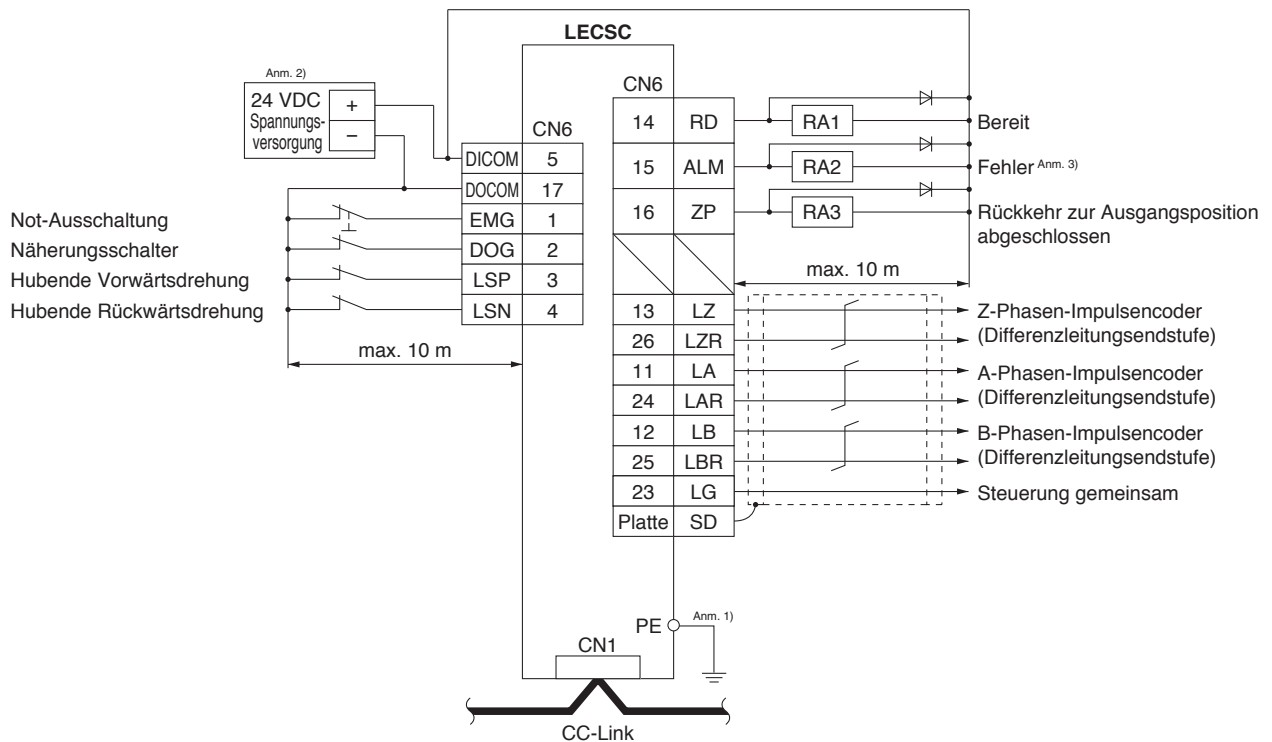 LECSC
Anm. 2)
24 VDC
Spannungs-
versorgung
+
−
CN6
DICOM 5
DOCOM 17
EMG 1
DOG 2
LSP 3
LSN 4
Not-Ausschaltung
Näherungsschalter
Hubende Vorwärtsdrehung
Hubende Rückwärtsdrehung
max. 10 m
CN6
14 RD RA1 Bereit
15 ALM RA2 Fehler Anm. 3)
16 ZP RA3 Rückkehr zur Ausgangsposition
abgeschlossen
max. 10 m
13 LZ Z-Phasen-Impulsencoder
26 LZR (Differenzleitungsendstufe)
11 LA A-Phasen-Impulsencoder
24 LAR (Differenzleitungsendstufe)
12 LB B-Phasen-Impulsencoder
25 LBR (Differenzleitungsendstufe)
23 LG Steuerung gemeinsam
Platte SD
PE Anm. 1)
CN1
CC-Link